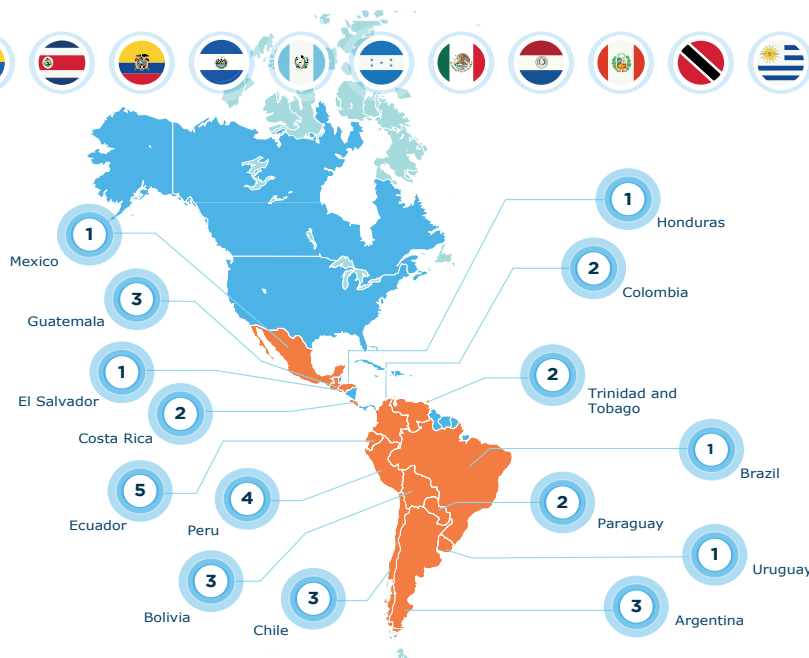 1
Honduras
1
Mexico
2
Colombia
3
Guatemala
1
El Salvador
2
Trinidad and
Tobago
2
Costa Rica
1
Brazil
5
Ecuador
4
Peru
2
Paraguay
1
Uruguay
3
Bolivia
3
Chile
3
Argentina